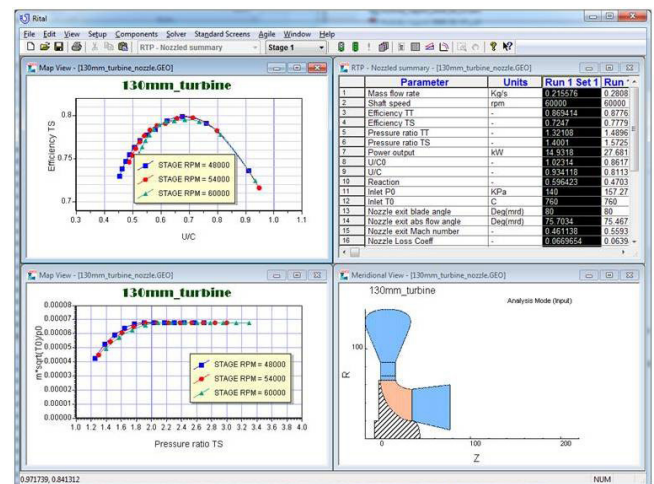 Rital
File Edit View Setup Components Solver Standard Screens Agile Window Help
RTP - Nozzled summary Stage 1
Map View - [130mm_turbine_nozzle.GEO]
130mm_turbine
Efficiency TS
0.8
0.75
0.7
STAGE RPM = 48000
STAGE RPM = 54000
STAGE RPM = 60000
0.3 0.4 0.5 0.6 0.7 0.8 0.9 1.0 1.1
U/C
RTP - Nozzled summary - [130mm_turbine_nozzle.GEO]
Parameter Units Run 1 Set 1 Run
1 Mass flow rate Kg/s 0.215576 0.2808
2 Shaft speed rpm 60000 60000
3 Efficiency TT - 0.869414 0.8776
4 Efficiency TS - 0.7247 0.7779
5 Pressure ratio TT - 1.32108 1.4896
6 Pressure ratio TS - 1.4001 1.5725
7 Power output kW 14.9318 27.681
8 U/C0 - 1.02314 0.8617
9 U/C - 0.934118 0.8113
10 Reaction - 0.596423 0.4703
11 Inlet P0 KPa 140 157.27
12 Inlet T0 C 760 760
13 Nozzle exit blade angle Deg(mrd) 80 80
14 Nozzle exit abs flow angle Deg(mrd) 75.7034 75.467
15 Nozzle exit Mach number - 0.461138 0.5593
16 Nozzle Loss Coeff - 0.0669654 0.0639
Map View - [130mm_turbine_nozzle.GEO]
130mm_turbine
m*sqrt(T0)/p0
0.00008
0.00007
0.00006
0.00005
0.00004
0.00003
0.00002
0.00001
0.00000
STAGE RPM = 48000
STAGE RPM = 54000
STAGE RPM = 60000
1.0 1.2 1.4 1.6 1.8 2.0 2.2 2.4 2.6 2.8 3.0 3.2 3.4 3.6 3.8 4.0
Pressure ratio TS
Meridional View - [130mm_turbine_nozzle.GEO]
130mm_turbine
Analysis Mode (Input)
100
R
0 100 200
Z
0.971739, 0.841312 NUM